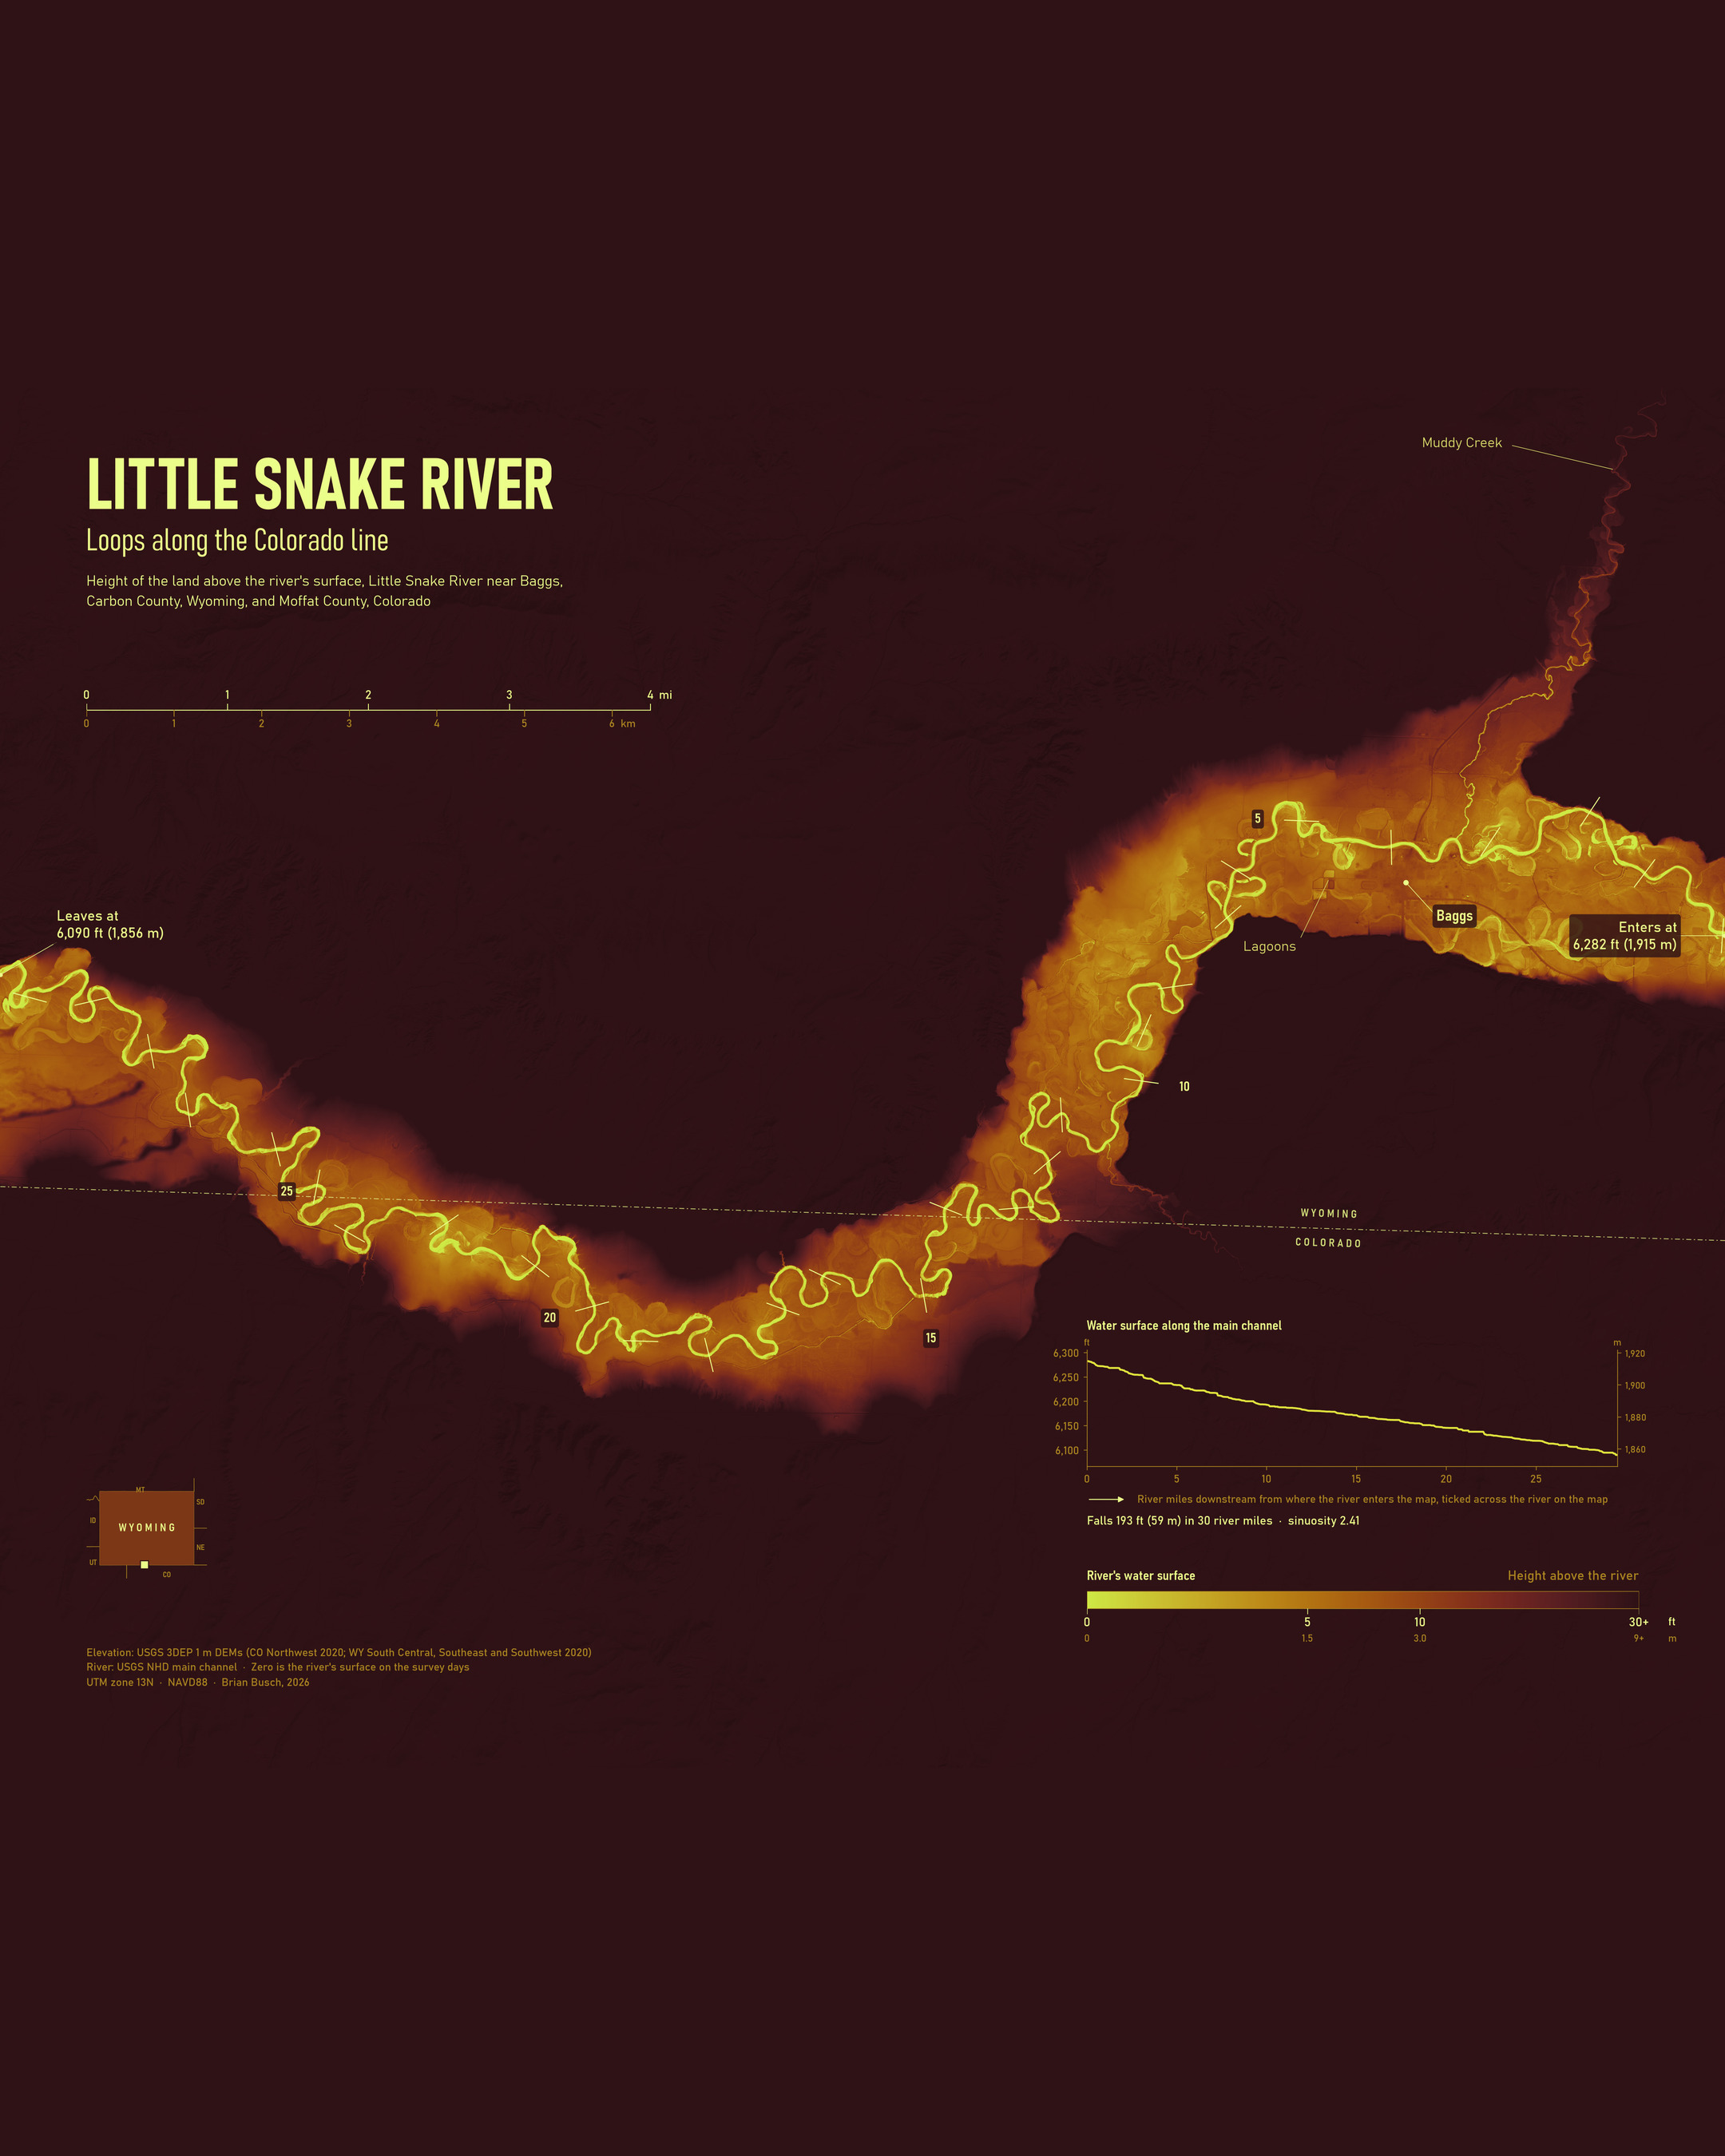 LITTLE SNAKE RIVER
Loops along the Colorado line
Height of the land above the river's surface, Little Snake River near Baggs,
Carbon County, Wyoming, and Moffat County, Colorado
0 1 2 3 4 mi
0 1 2 3 4 5 6 km
Muddy Creek
5
Baggs
Lagoons
Enters at
6,282 ft (1,915 m)
Leaves at
6,090 ft (1,856 m)
10
25
WYOMING
COLORADO
20
15
Water surface along the main channel
ft m
6,300 1,920
6,250 1,900
6,200
6,150 1,880
6,100 1,860
0 5 10 15 20 25
River miles downstream from where the river enters the map, ticked across the river on the map
Falls 193 ft (59 m) in 30 river miles · sinuosity 2.41
MT
SD
ID
WYOMING
NE
UT
CO
River's water surface Height above the river
0 5 10 30+ ft
0 1.5 3.0 9+ m
Elevation: USGS 3DEP 1 m DEMs (CO Northwest 2020; WY South Central, Southeast and Southwest 2020)
River: USGS NHD main channel · Zero is the river's surface on the survey days
UTM zone 13N · NAVD88 · Brian Busch, 2026